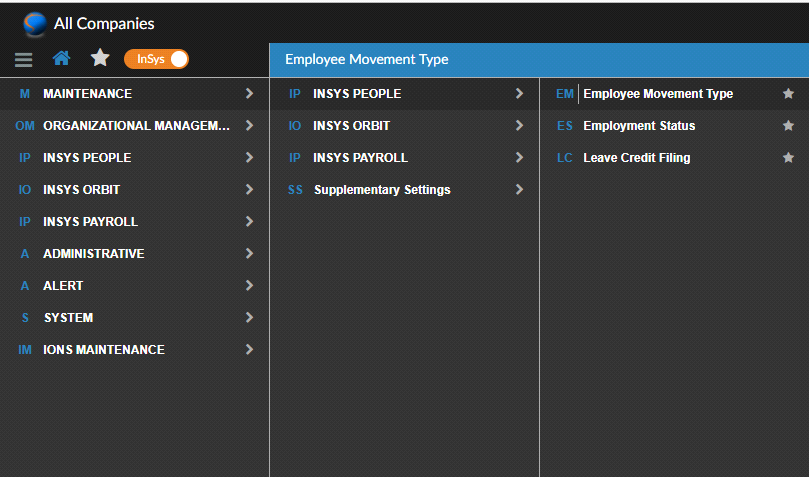 All Companies
InSys
Employee Movement Type
M MAINTENANCE
OM ORGANIZATIONAL MANAGEM...
IP INSYS PEOPLE
IO INSYS ORBIT
IP INSYS PAYROLL
A ADMINISTRATIVE
A ALERT
S SYSTEM
IM IONS MAINTENANCE
IP INSYS PEOPLE
IO INSYS ORBIT
IP INSYS PAYROLL
SS Supplementary Settings
EM Employee Movement Type
ES Employment Status
LC Leave Credit Filing